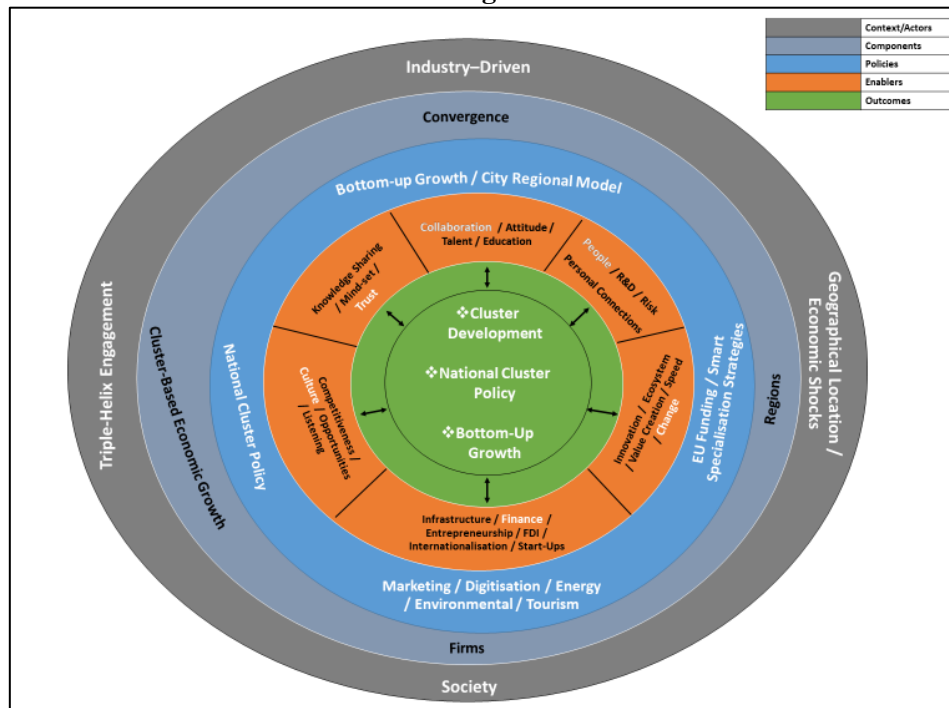 Context/Actors
Components
Policies
Enablers
Outcomes
Industry–Driven
Convergence
Bottom-up Growth / City Regional Model
Collaboration / Attitude /
Talent / Education
People / R&D / Risk
Personal Connections
Knowledge Sharing
/ Mind-set /
Trust
Triple-Helix Engagement
Cluster-Based Economic Growth
National Cluster Policy
Competitiveness /
Culture / Opportunities
/ Listening
❖Cluster
Development
❖National Cluster
Policy
❖Bottom-Up
Growth
Innovation / Ecosystem
/ Value Creation / Speed
/ Change
EU Funding / Smart
Specialisation Strategies
Regions
Geographical Location /
Economic Shocks
Infrastructure / Finance /
Entrepreneurship / FDI /
Internationalisation / Start-Ups
Marketing / Digitisation / Energy
/ Environmental / Tourism
Firms
Society